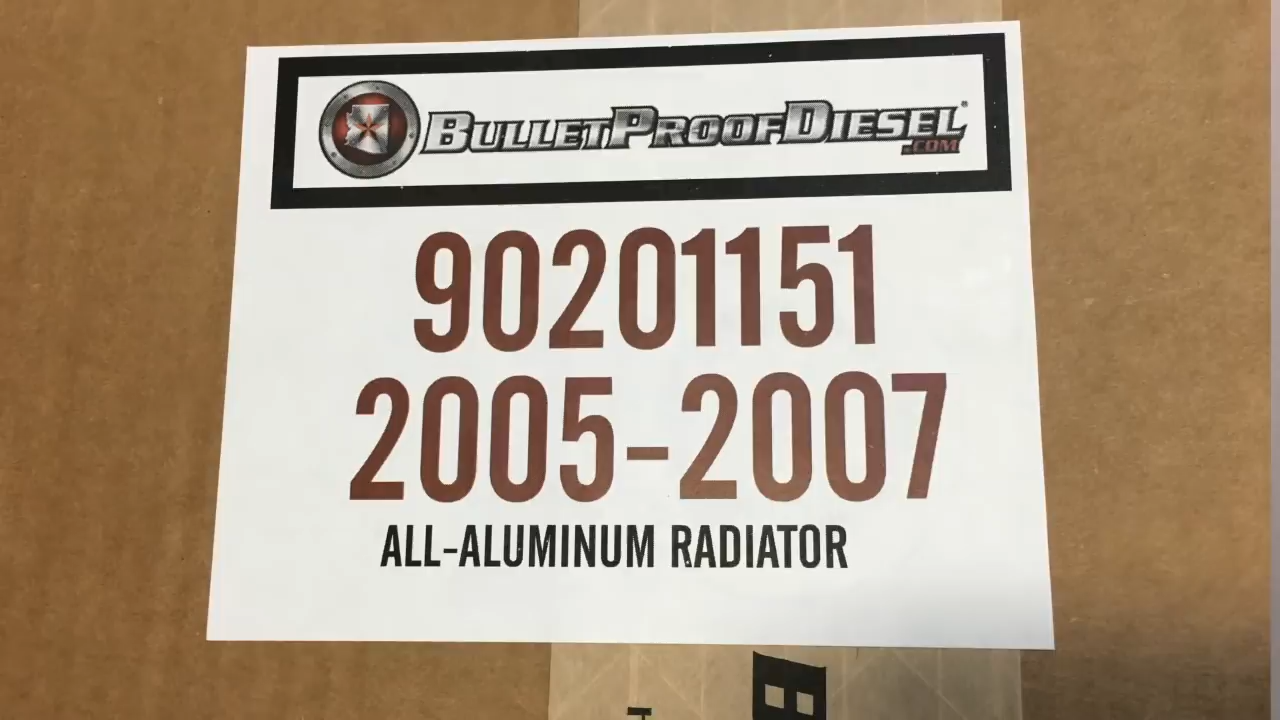 BULLETPROOFDIESEL®
.COM
90201151
2005-2007
ALL-ALUMINUM RADIATOR